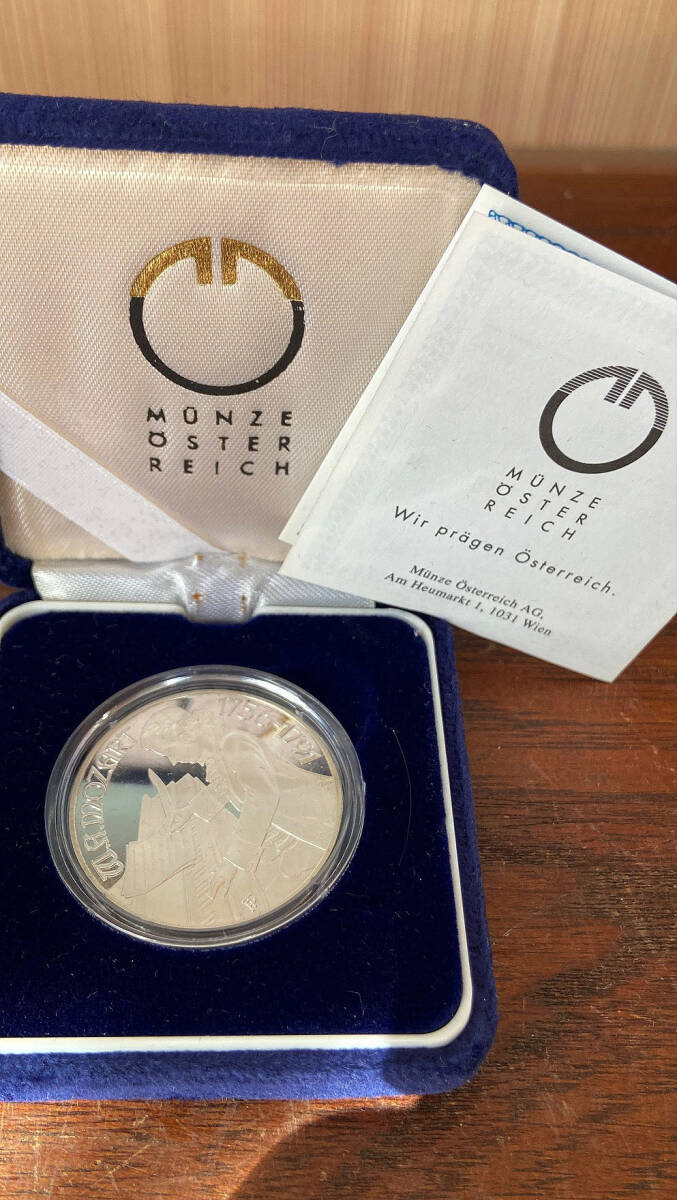 MÜNZE
ÖSTER
REICH
MÜNZE
ÖSTER
REICH
Wir prägen Österreich.
Münze Österreich AG,
Am Heumarkt 1, 1031 Wien
W.A.MOZART
1756-1791